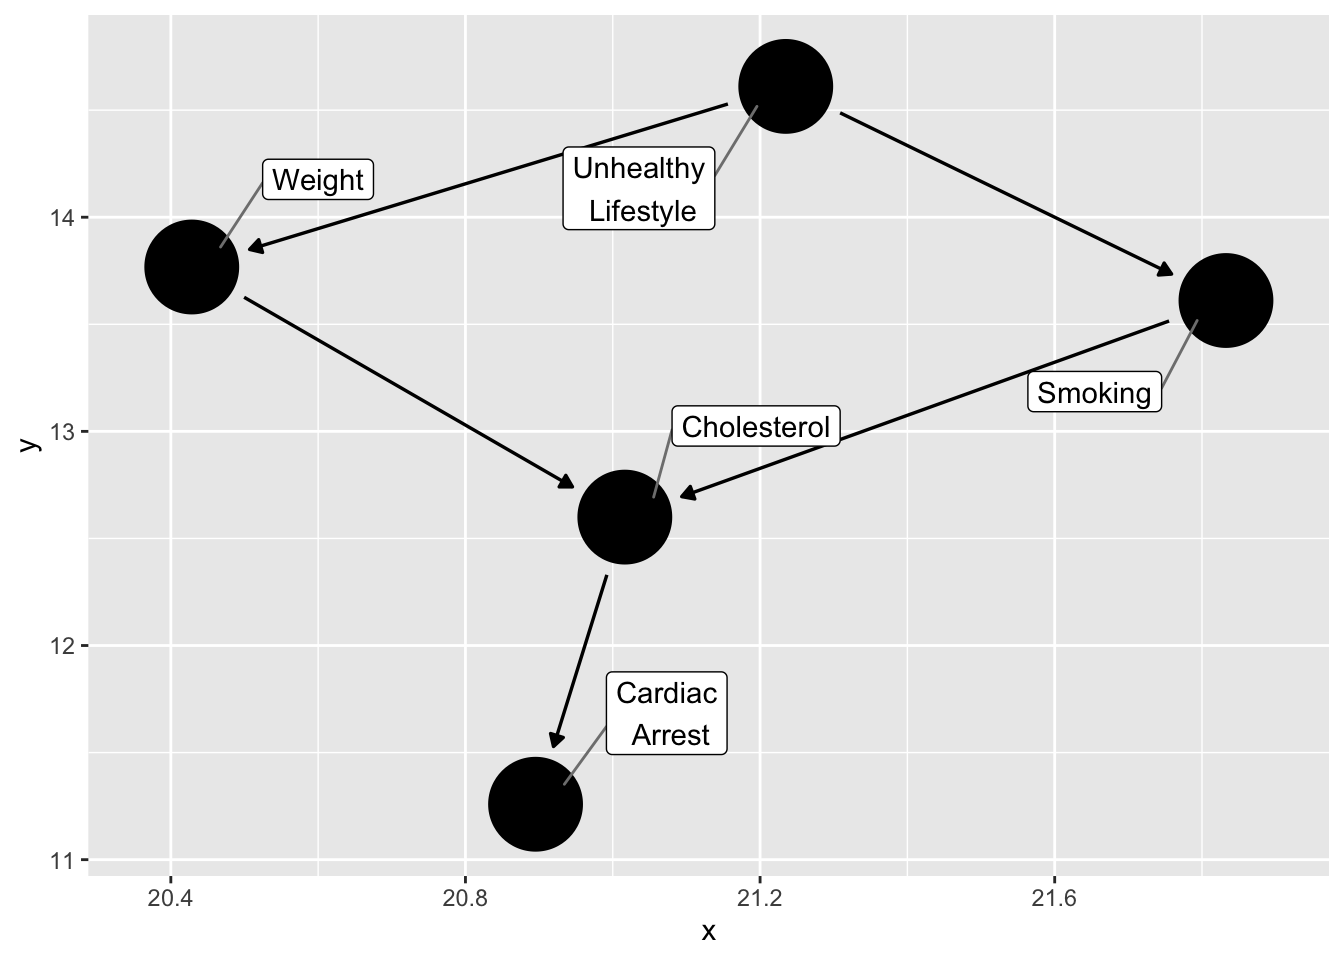 Unhealthy
Lifestyle
Weight
Smoking
Cholesterol
Cardiac
Arrest
14
13
12
11
y
20.4
20.8
21.2
21.6
x